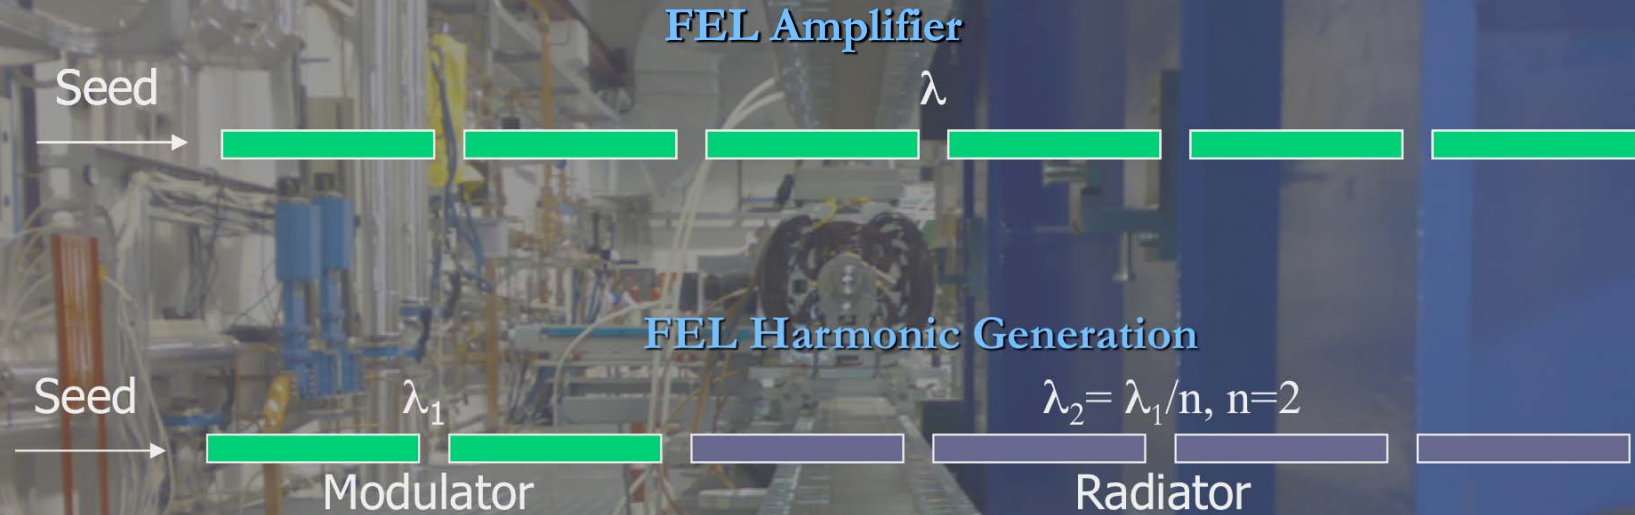 FEL Amplifier
Seed
λ
FEL Harmonic Generation
Seed
λ₁
λ₂= λ₁/n, n=2
Modulator
Radiator